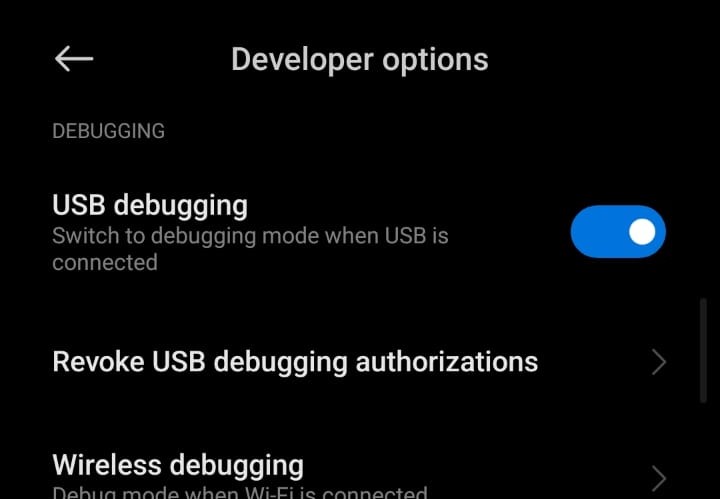 Developer options
DEBUGGING
USB debugging
Switch to debugging mode when USB is
connected
Revoke USB debugging authorizations
Wireless debugging
Debug mode when Wi-Fi is connected